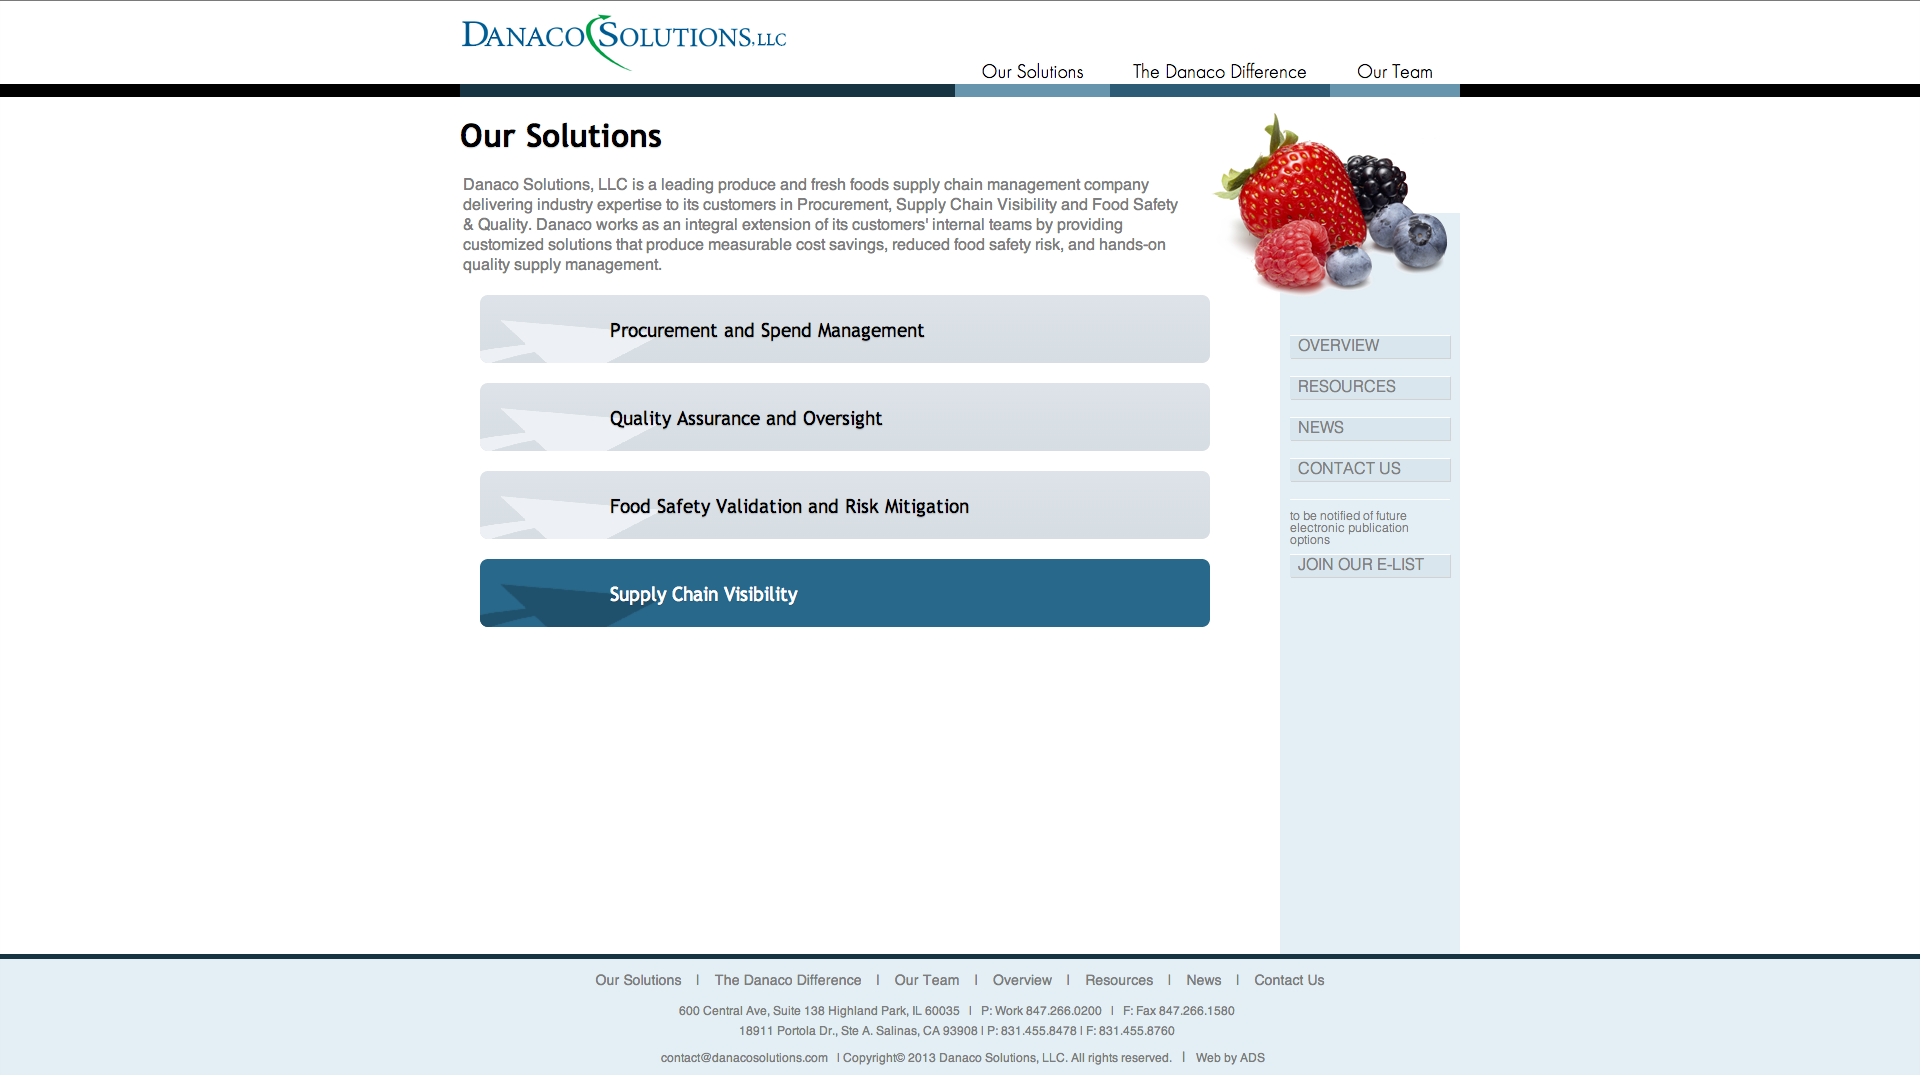 DANACO SOLUTIONS, LLC
Our Solutions
The Danaco Difference
Our Team
Our Solutions
Danaco Solutions, LLC is a leading produce and fresh foods supply chain management company
delivering industry expertise to its customers in Procurement, Supply Chain Visibility and Food Safety
& Quality. Danaco works as an integral extension of its customers' internal teams by providing
customized solutions that produce measurable cost savings, reduced food safety risk, and hands-on
quality supply management.
Procurement and Spend Management
Quality Assurance and Oversight
Food Safety Validation and Risk Mitigation
Supply Chain Visibility
OVERVIEW
RESOURCES
NEWS
CONTACT US
to be notified of future
electronic publication
options
JOIN OUR E-LIST
Our Solutions | The Danaco Difference | Our Team | Overview | Resources | News | Contact Us
600 Central Ave, Suite 138 Highland Park, IL 60035 | P: Work 847.266.0200 | F: Fax 847.266.1580
18911 Portola Dr., Ste A. Salinas, CA 93908 | P: 831.455.8478 | F: 831.455.8760
contact@danacosolutions.com | Copyright© 2013 Danaco Solutions, LLC. All rights reserved. | Web by ADS